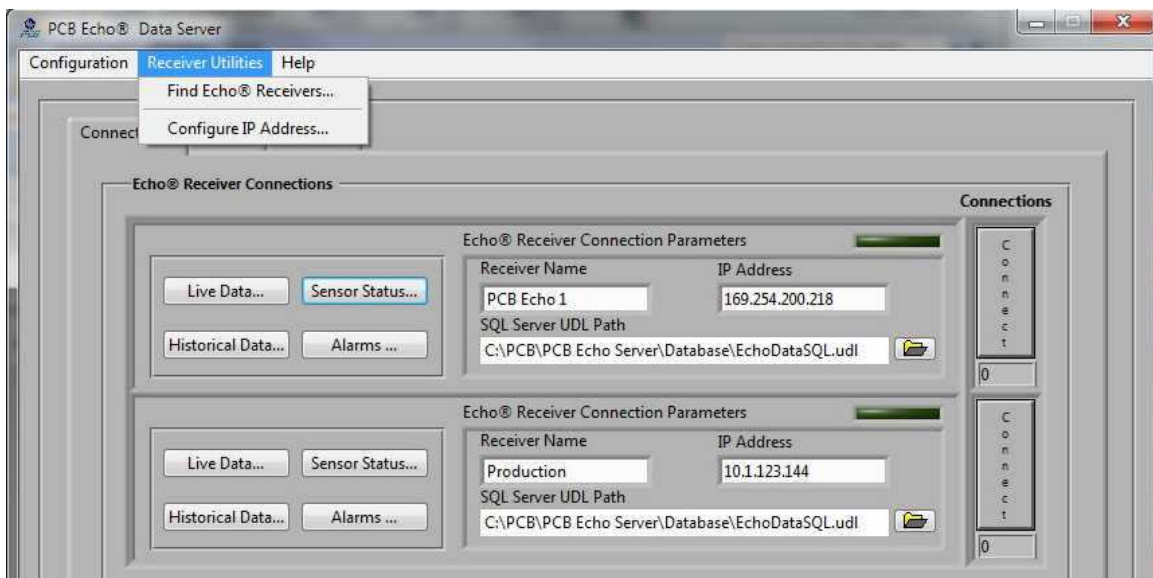 PCB Echo® Data Server
Configuration Receiver Utilities Help
Find Echo® Receivers...
Configure IP Address...
Connect
Echo® Receiver Connections
Connections
Echo® Receiver Connection Parameters
Receiver Name IP Address
Live Data... Sensor Status... PCB Echo 1 169.254.200.218
SQL Server UDL Path
Historical Data... Alarms ... C:\PCB\PCB Echo Server\Database\EchoDataSQL.udl
Connect
0
Echo® Receiver Connection Parameters
Receiver Name IP Address
Live Data... Sensor Status... Production 10.1.123.144
SQL Server UDL Path
Historical Data... Alarms ... C:\PCB\PCB Echo Server\Database\EchoDataSQL.udl
Connect
0